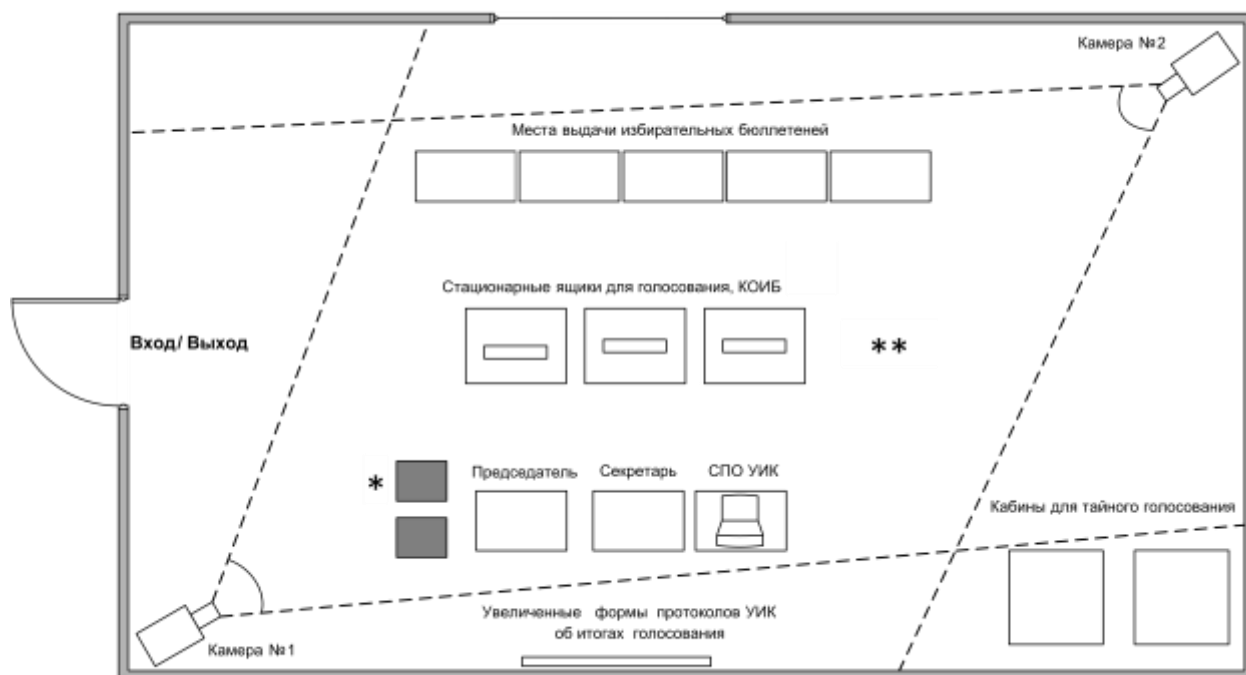 Камера №2
Места выдачи избирательных бюллетеней
Стационарные ящики для голосования, КОИБ
Вход/ Выход
**
*
Председатель
Секретарь
СПО УИК
Кабины для тайного голосования
Увеличенные формы протоколов УИК
об итогах голосования
Камера №1